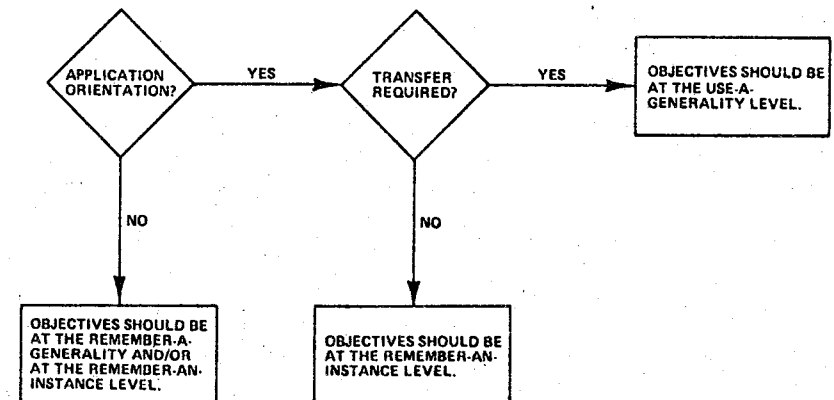 APPLICATION
ORIENTATION?
YES
TRANSFER
REQUIRED?
YES
OBJECTIVES SHOULD BE
AT THE USE-A-
GENERALITY LEVEL.
NO
NO
OBJECTIVES SHOULD BE
AT THE REMEMBER-A-
GENERALITY AND/OR
AT THE REMEMBER-AN-
INSTANCE LEVEL.
OBJECTIVES SHOULD BE
AT THE REMEMBER-AN-
INSTANCE LEVEL.